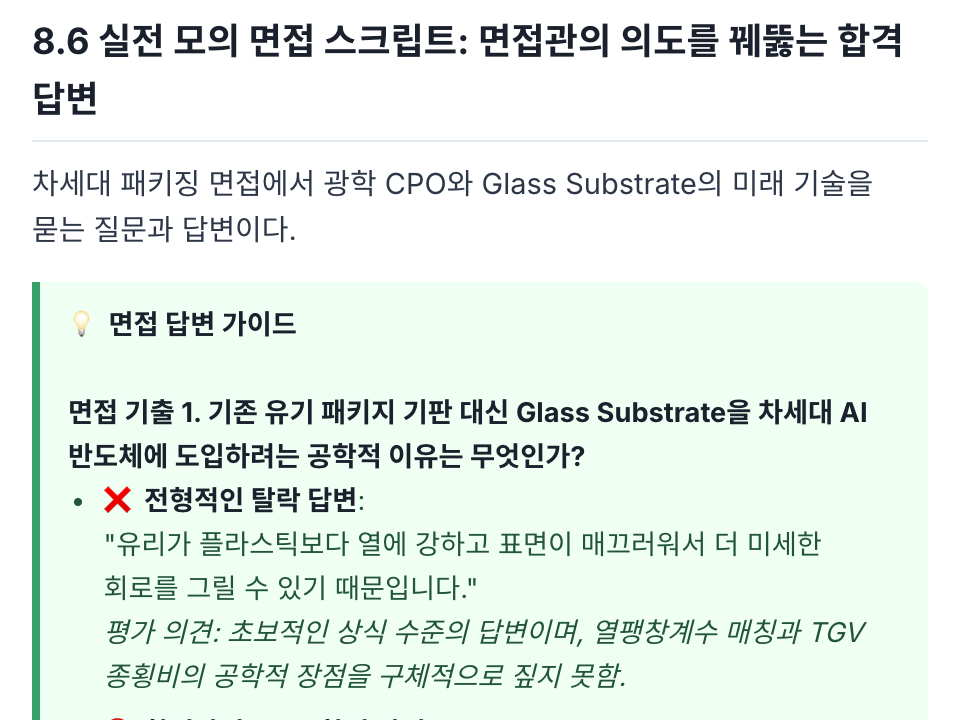 8.6 실전 모의 면접 스크립트: 면접관의 의도를 꿰뚫는 합격
답변
차세대 패키징 면접에서 광학 CPO와 Glass Substrate의 미래 기술을
묻는 질문과 답변이다.
💡 면접 답변 가이드
면접 기출 1. 기존 유기 패키지 기판 대신 Glass Substrate을 차세대 AI
반도체에 도입하려는 공학적 이유는 무엇인가?
• ❌ 전형적인 탈락 답변:
"유리가 플라스틱보다 열에 강하고 표면이 매끄러워서 더 미세한
회로를 그릴 수 있기 때문입니다."
평가 의견: 초보적인 상식 수준의 답변이며, 열팽창계수 매칭과 TGV
종횡비의 공학적 장점을 구체적으로 짚지 못함.